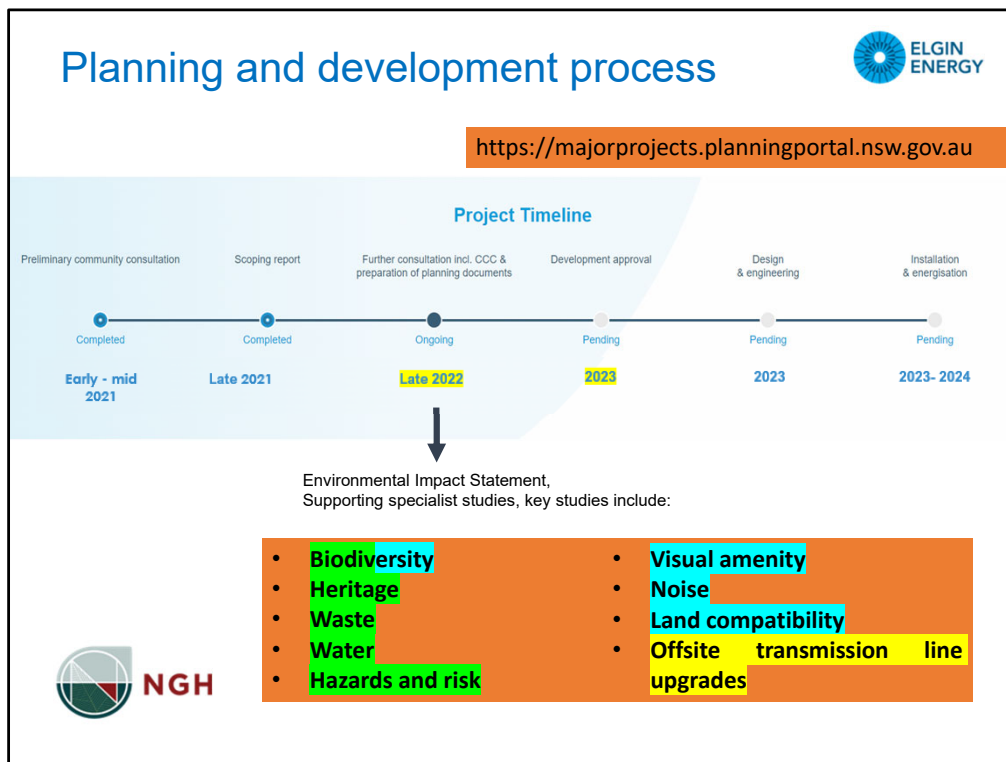 Planning and development process
ELGIN
ENERGY
https://majorprojects.planningportal.nsw.gov.au
Project Timeline
Preliminary community consultation
Scoping report
Further consultation incl. CCC &
preparation of planning documents
Development approval
Design
& engineering
Installation
& energisation
Completed
Completed
Ongoing
Pending
Pending
Pending
Early - mid
2021
Late 2021
Late 2022
2023
2023
2023- 2024
Environmental Impact Statement,
Supporting specialist studies, key studies include:
• Biodiversity
• Heritage
• Waste
• Water
• Hazards and risk
• Visual amenity
• Noise
• Land compatibility
• Offsite transmission line
upgrades
NGH